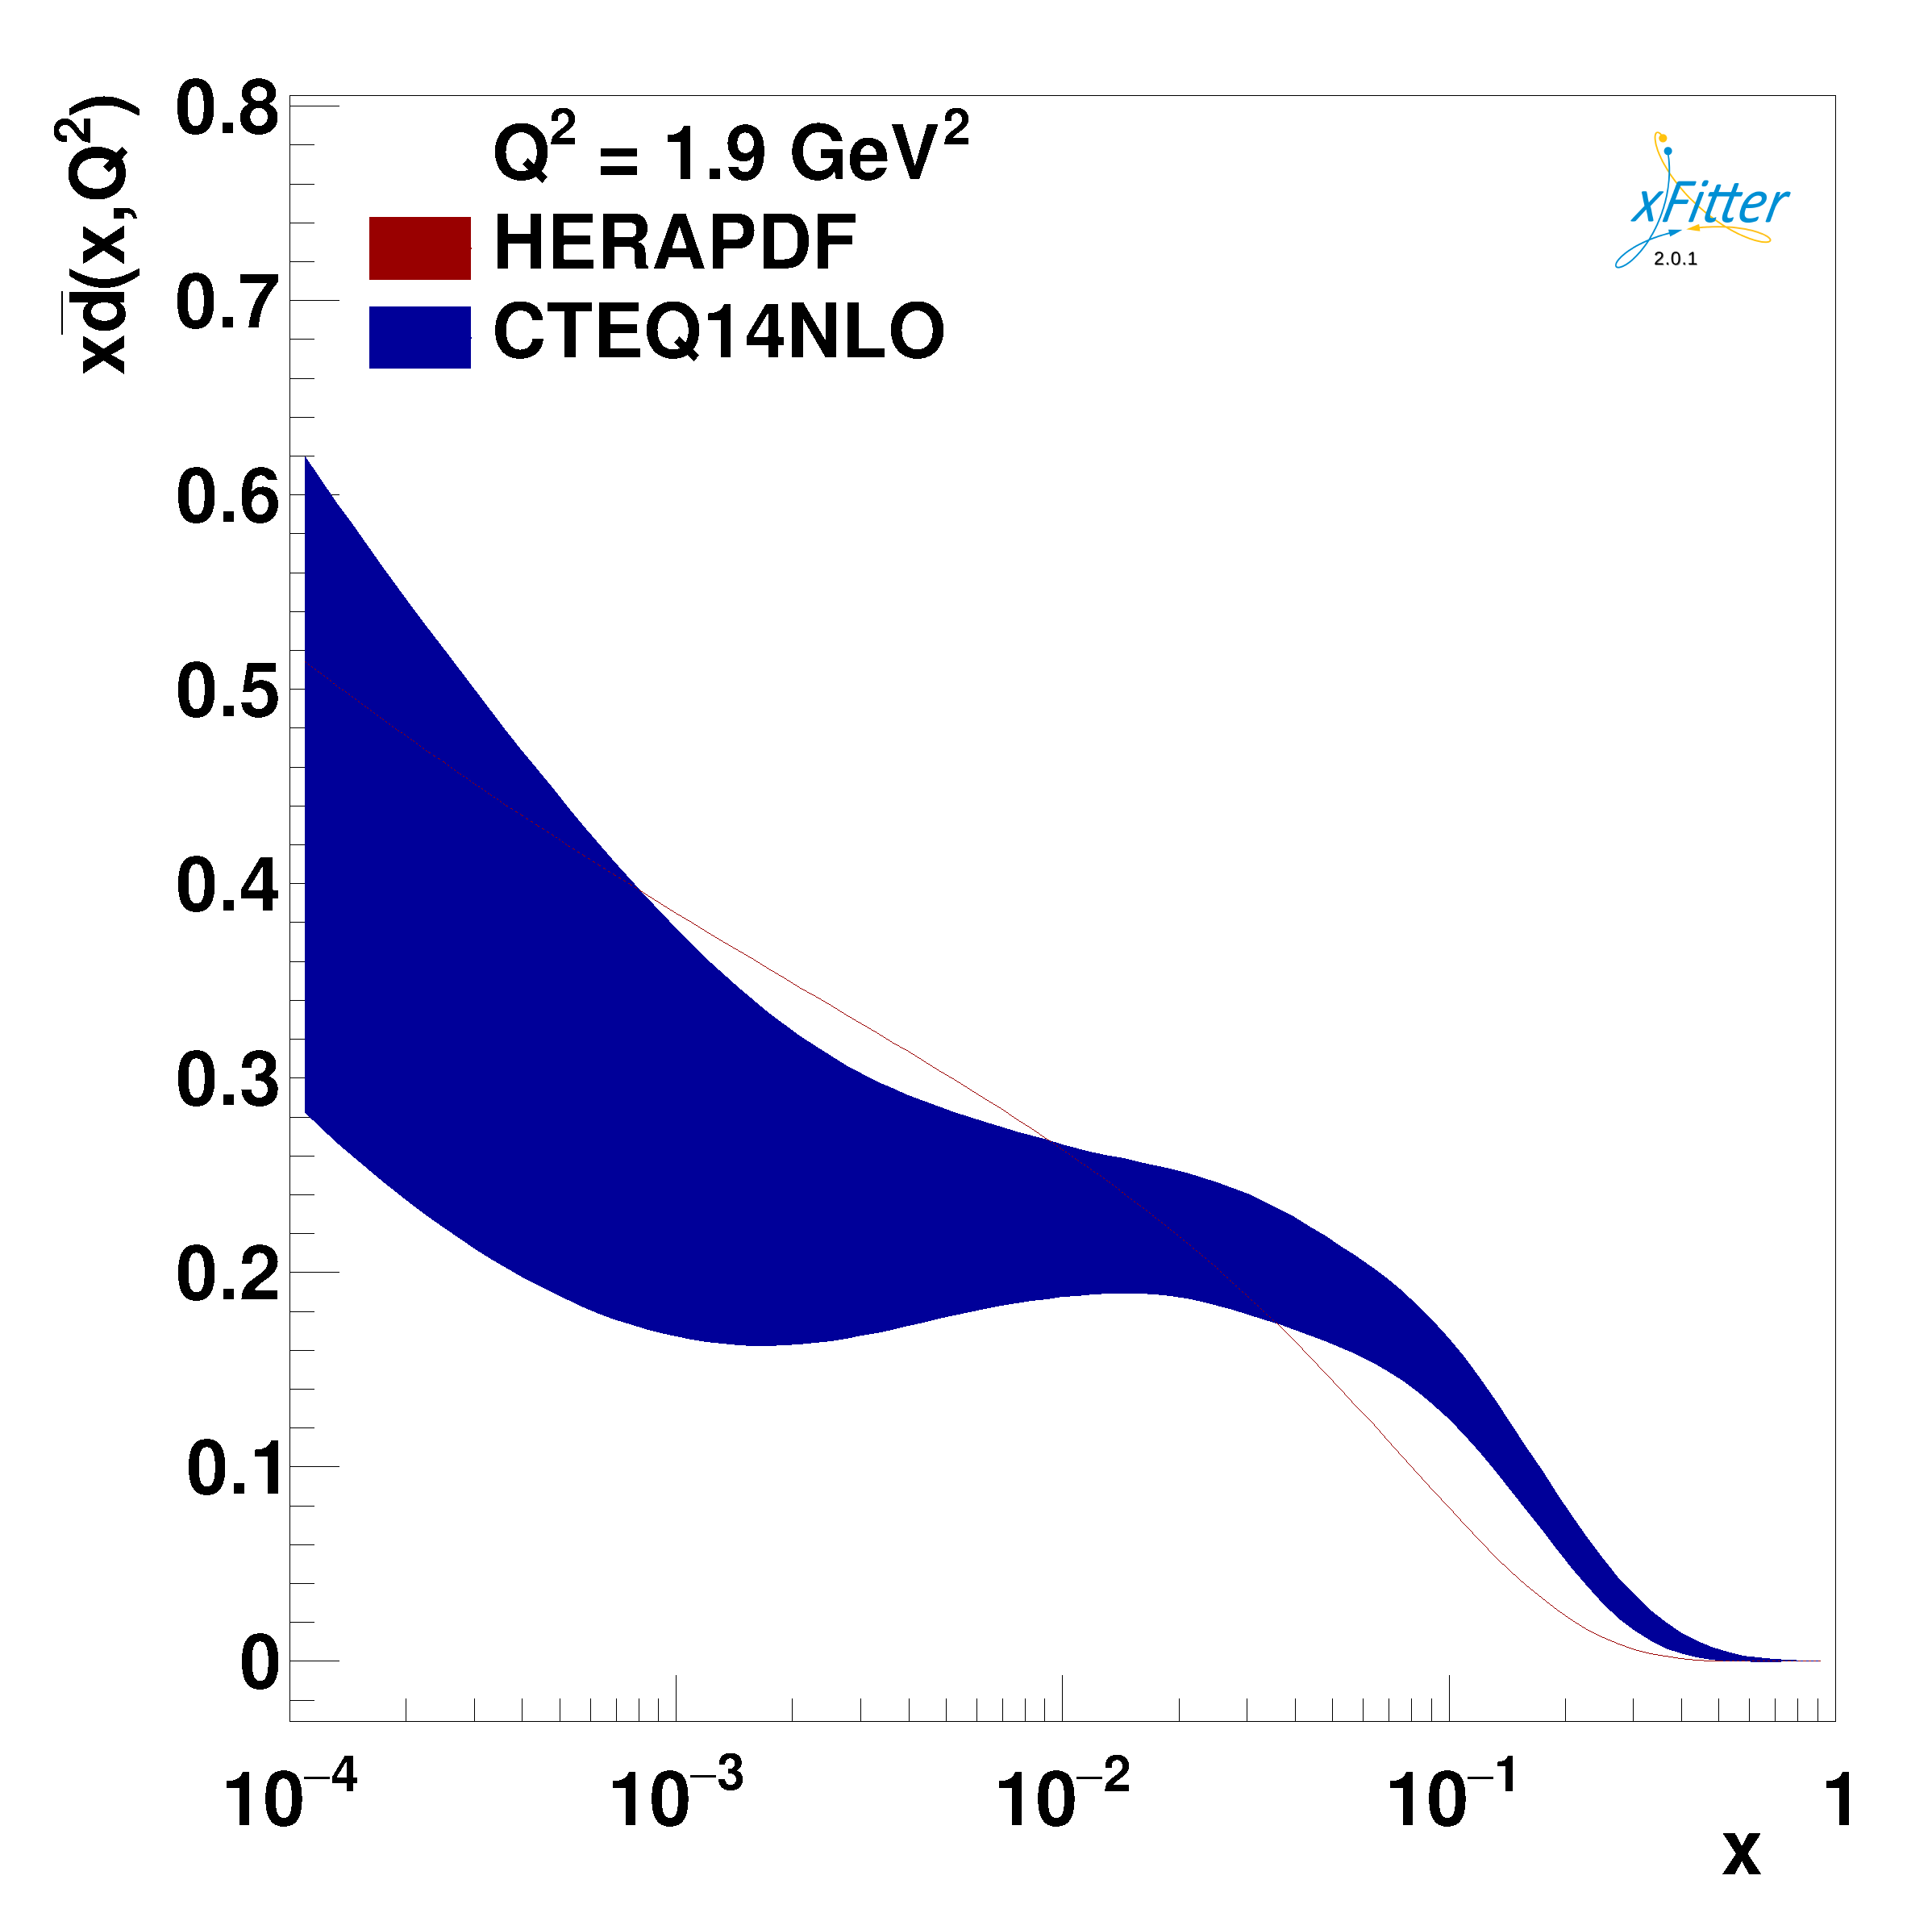 xd̅(x,Q²)
0.8
0.7
0.6
0.5
0.4
0.3
0.2
0.1
0
Q² = 1.9 GeV²
HERAPDF
CTEQ14NLO
xFitter
2.0.1
10⁻⁴
10⁻³
10⁻²
10⁻¹
1
x